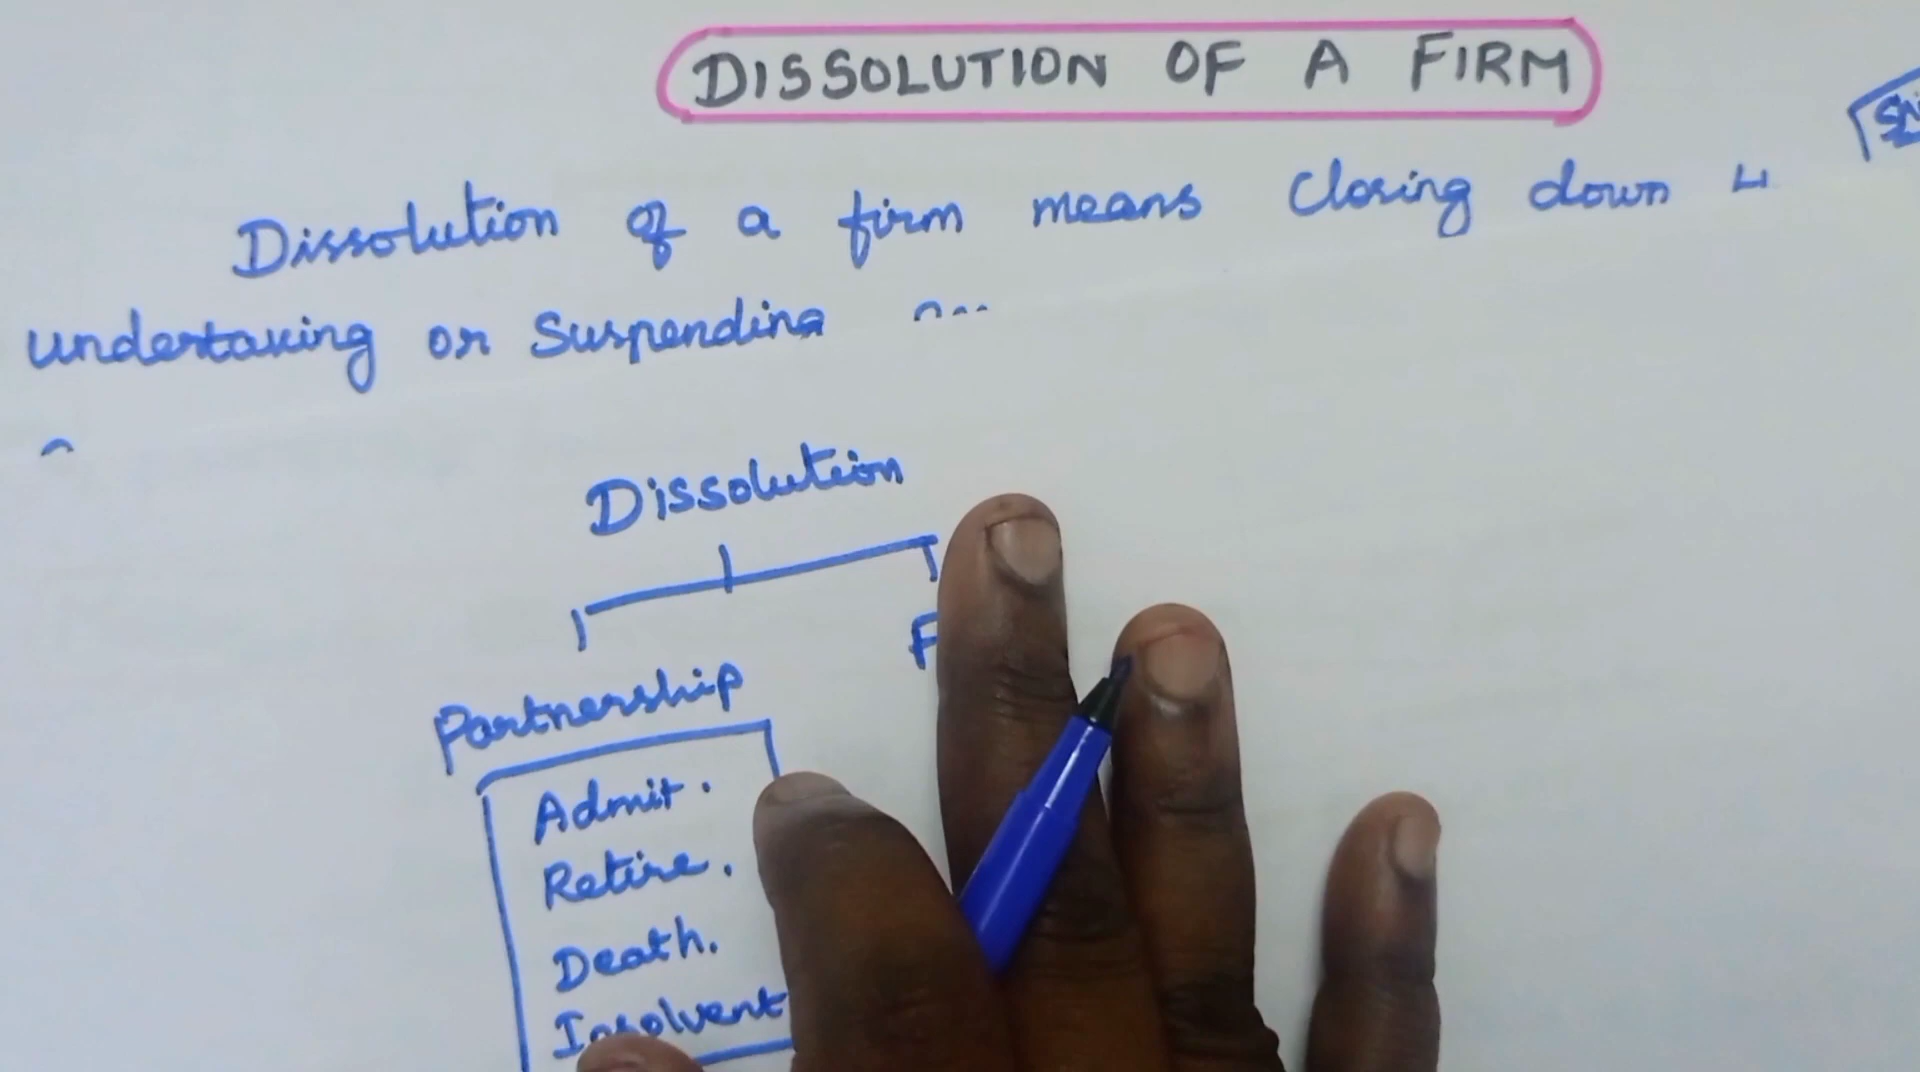 DISSOLUTION OF A FIRM
Dissolution of a firm means Closing down
undertaking or Suspending
Dissolution
F
Partnership
Admit.
Retire.
Death.
Insolvent